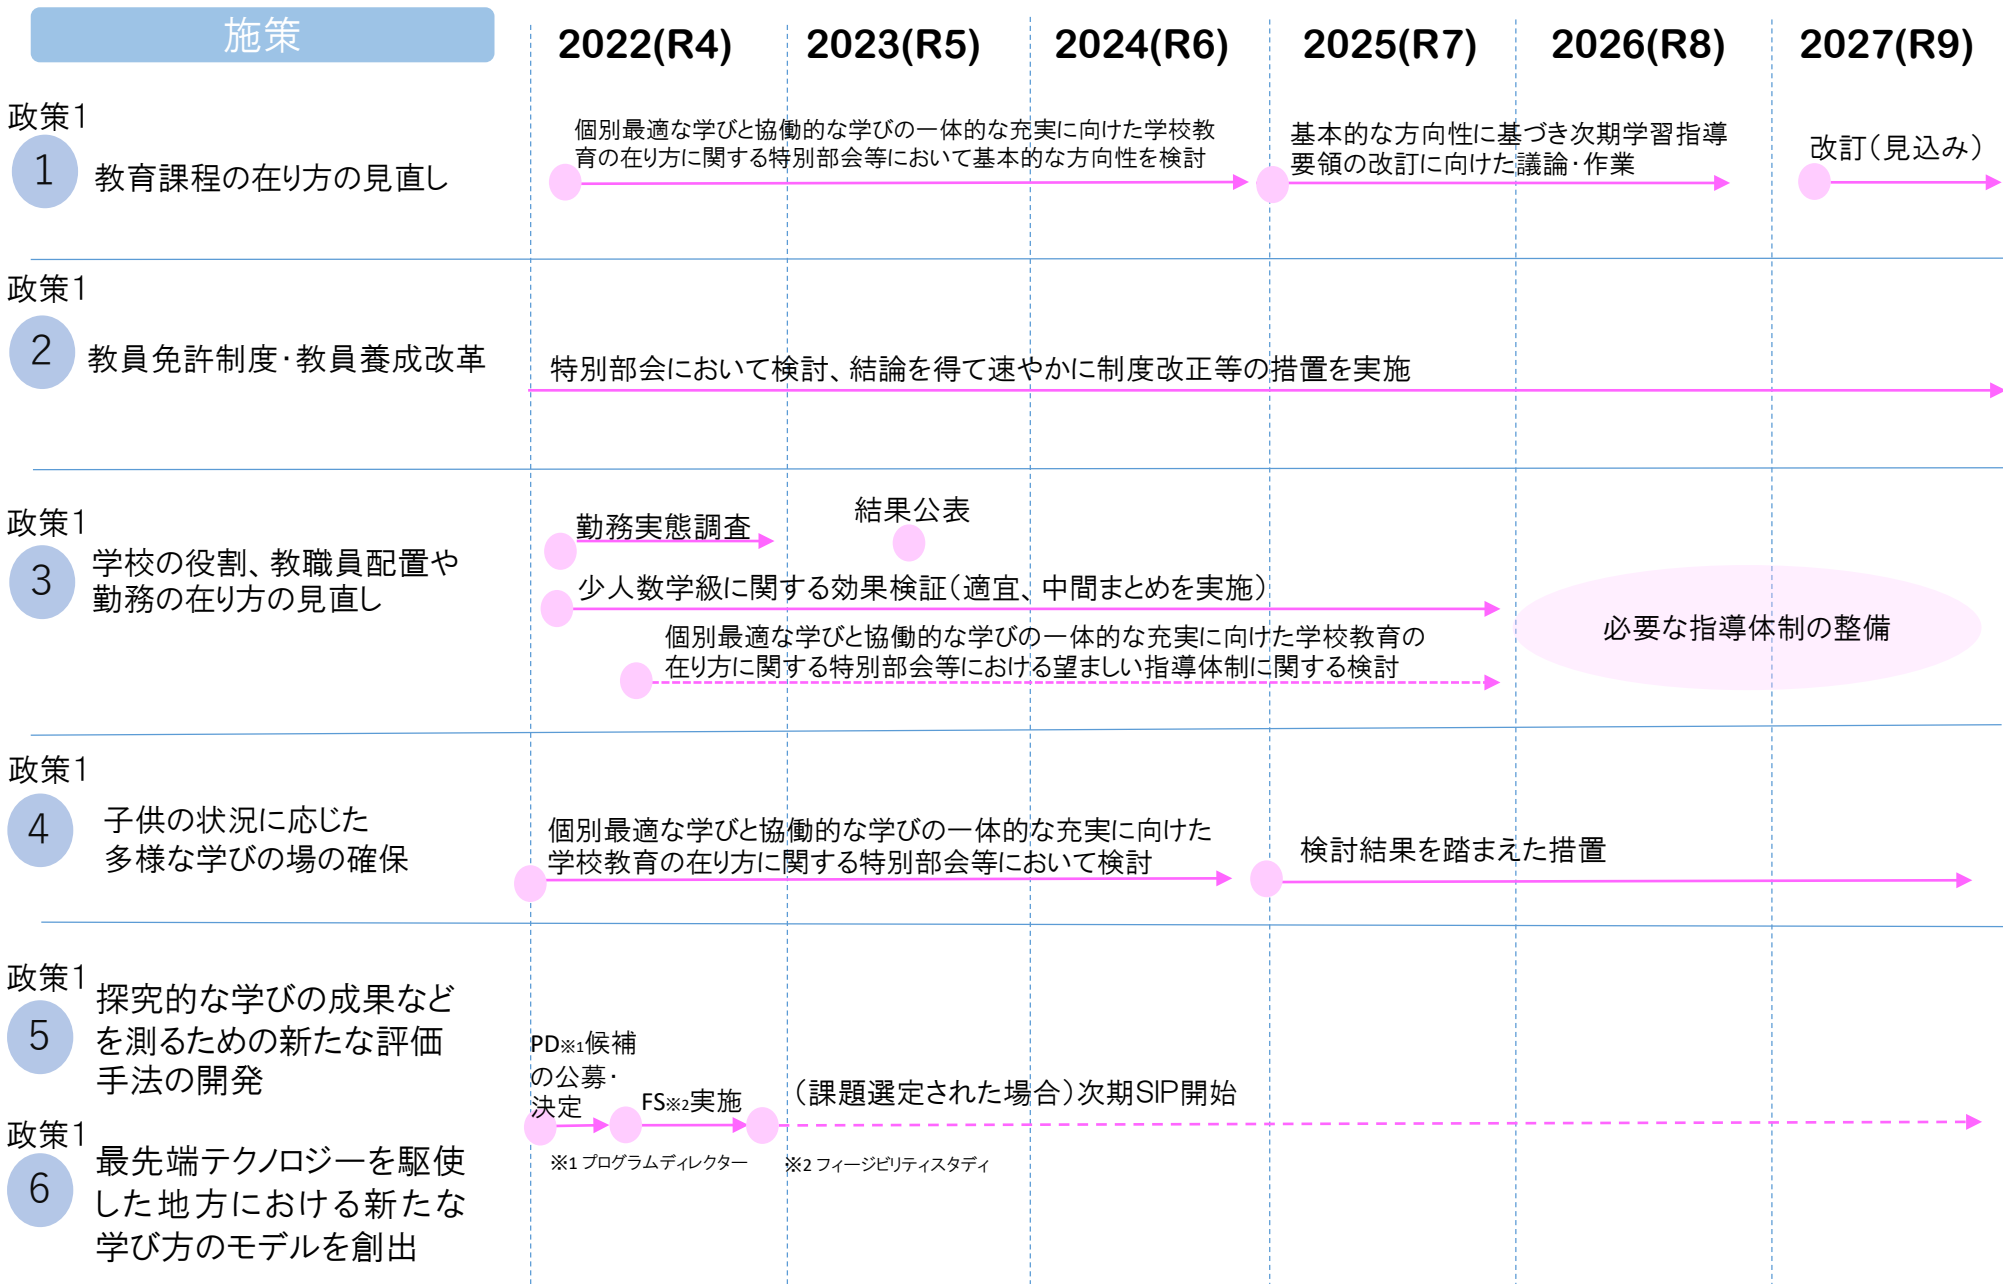 施策
2022(R4)
2023(R5)
2024(R6)
2025(R7)
2026(R8)
2027(R9)
政策1
1
教育課程の在り方の見直し
個別最適な学びと協働的な学びの一体的な充実に向けた学校教
育の在り方に関する特別部会等において基本的な方向性を検討
基本的な方向性に基づき次期学習指導
要領の改訂に向けた議論・作業
改訂（見込み）
政策1
2
教員免許制度・教員養成改革
特別部会において検討、結論を得て速やかに制度改正等の措置を実施
政策1
3
学校の役割、教職員配置や
勤務の在り方の見直し
勤務実態調査
結果公表
少人数学級に関する効果検証（適宜、中間まとめを実施）
個別最適な学びと協働的な学びの一体的な充実に向けた学校教育の
在り方に関する特別部会等における望ましい指導体制に関する検討
必要な指導体制の整備
政策1
4
子供の状況に応じた
多様な学びの場の確保
個別最適な学びと協働的な学びの一体的な充実に向けた
学校教育の在り方に関する特別部会等において検討
検討結果を踏まえた措置
政策1
5
探究的な学びの成果など
を測るための新たな評価
手法の開発
PD※1候補
の公募・
決定
FS※2実施
（課題選定された場合）次期SIP開始
※1 プログラムディレクター
※2 フィージビリティスタディ
政策1
6
最先端テクノロジーを駆使
した地方における新たな
学び方のモデルを創出